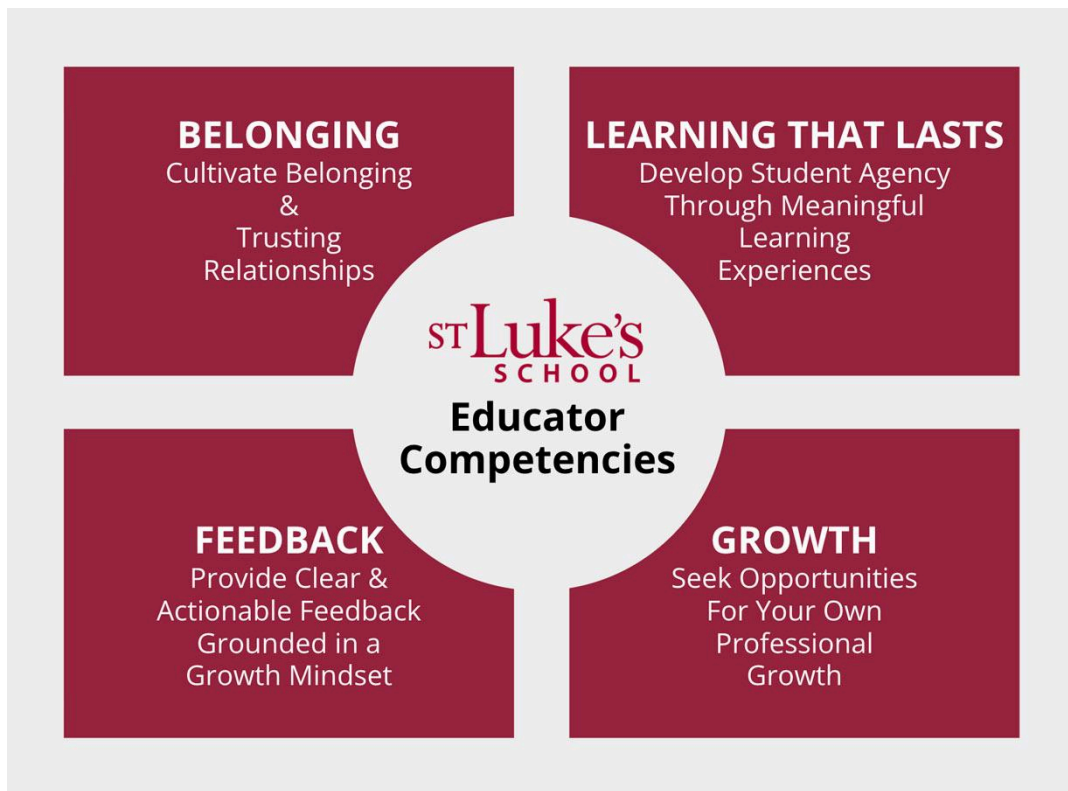 BELONGING
Cultivate Belonging
&
Trusting
Relationships
LEARNING THAT LASTS
Develop Student Agency
Through Meaningful
Learning
Experiences
ST Luke's
SCHOOL
Educator
Competencies
FEEDBACK
Provide Clear &
Actionable Feedback
Grounded in a
Growth Mindset
GROWTH
Seek Opportunities
For Your Own
Professional
Growth